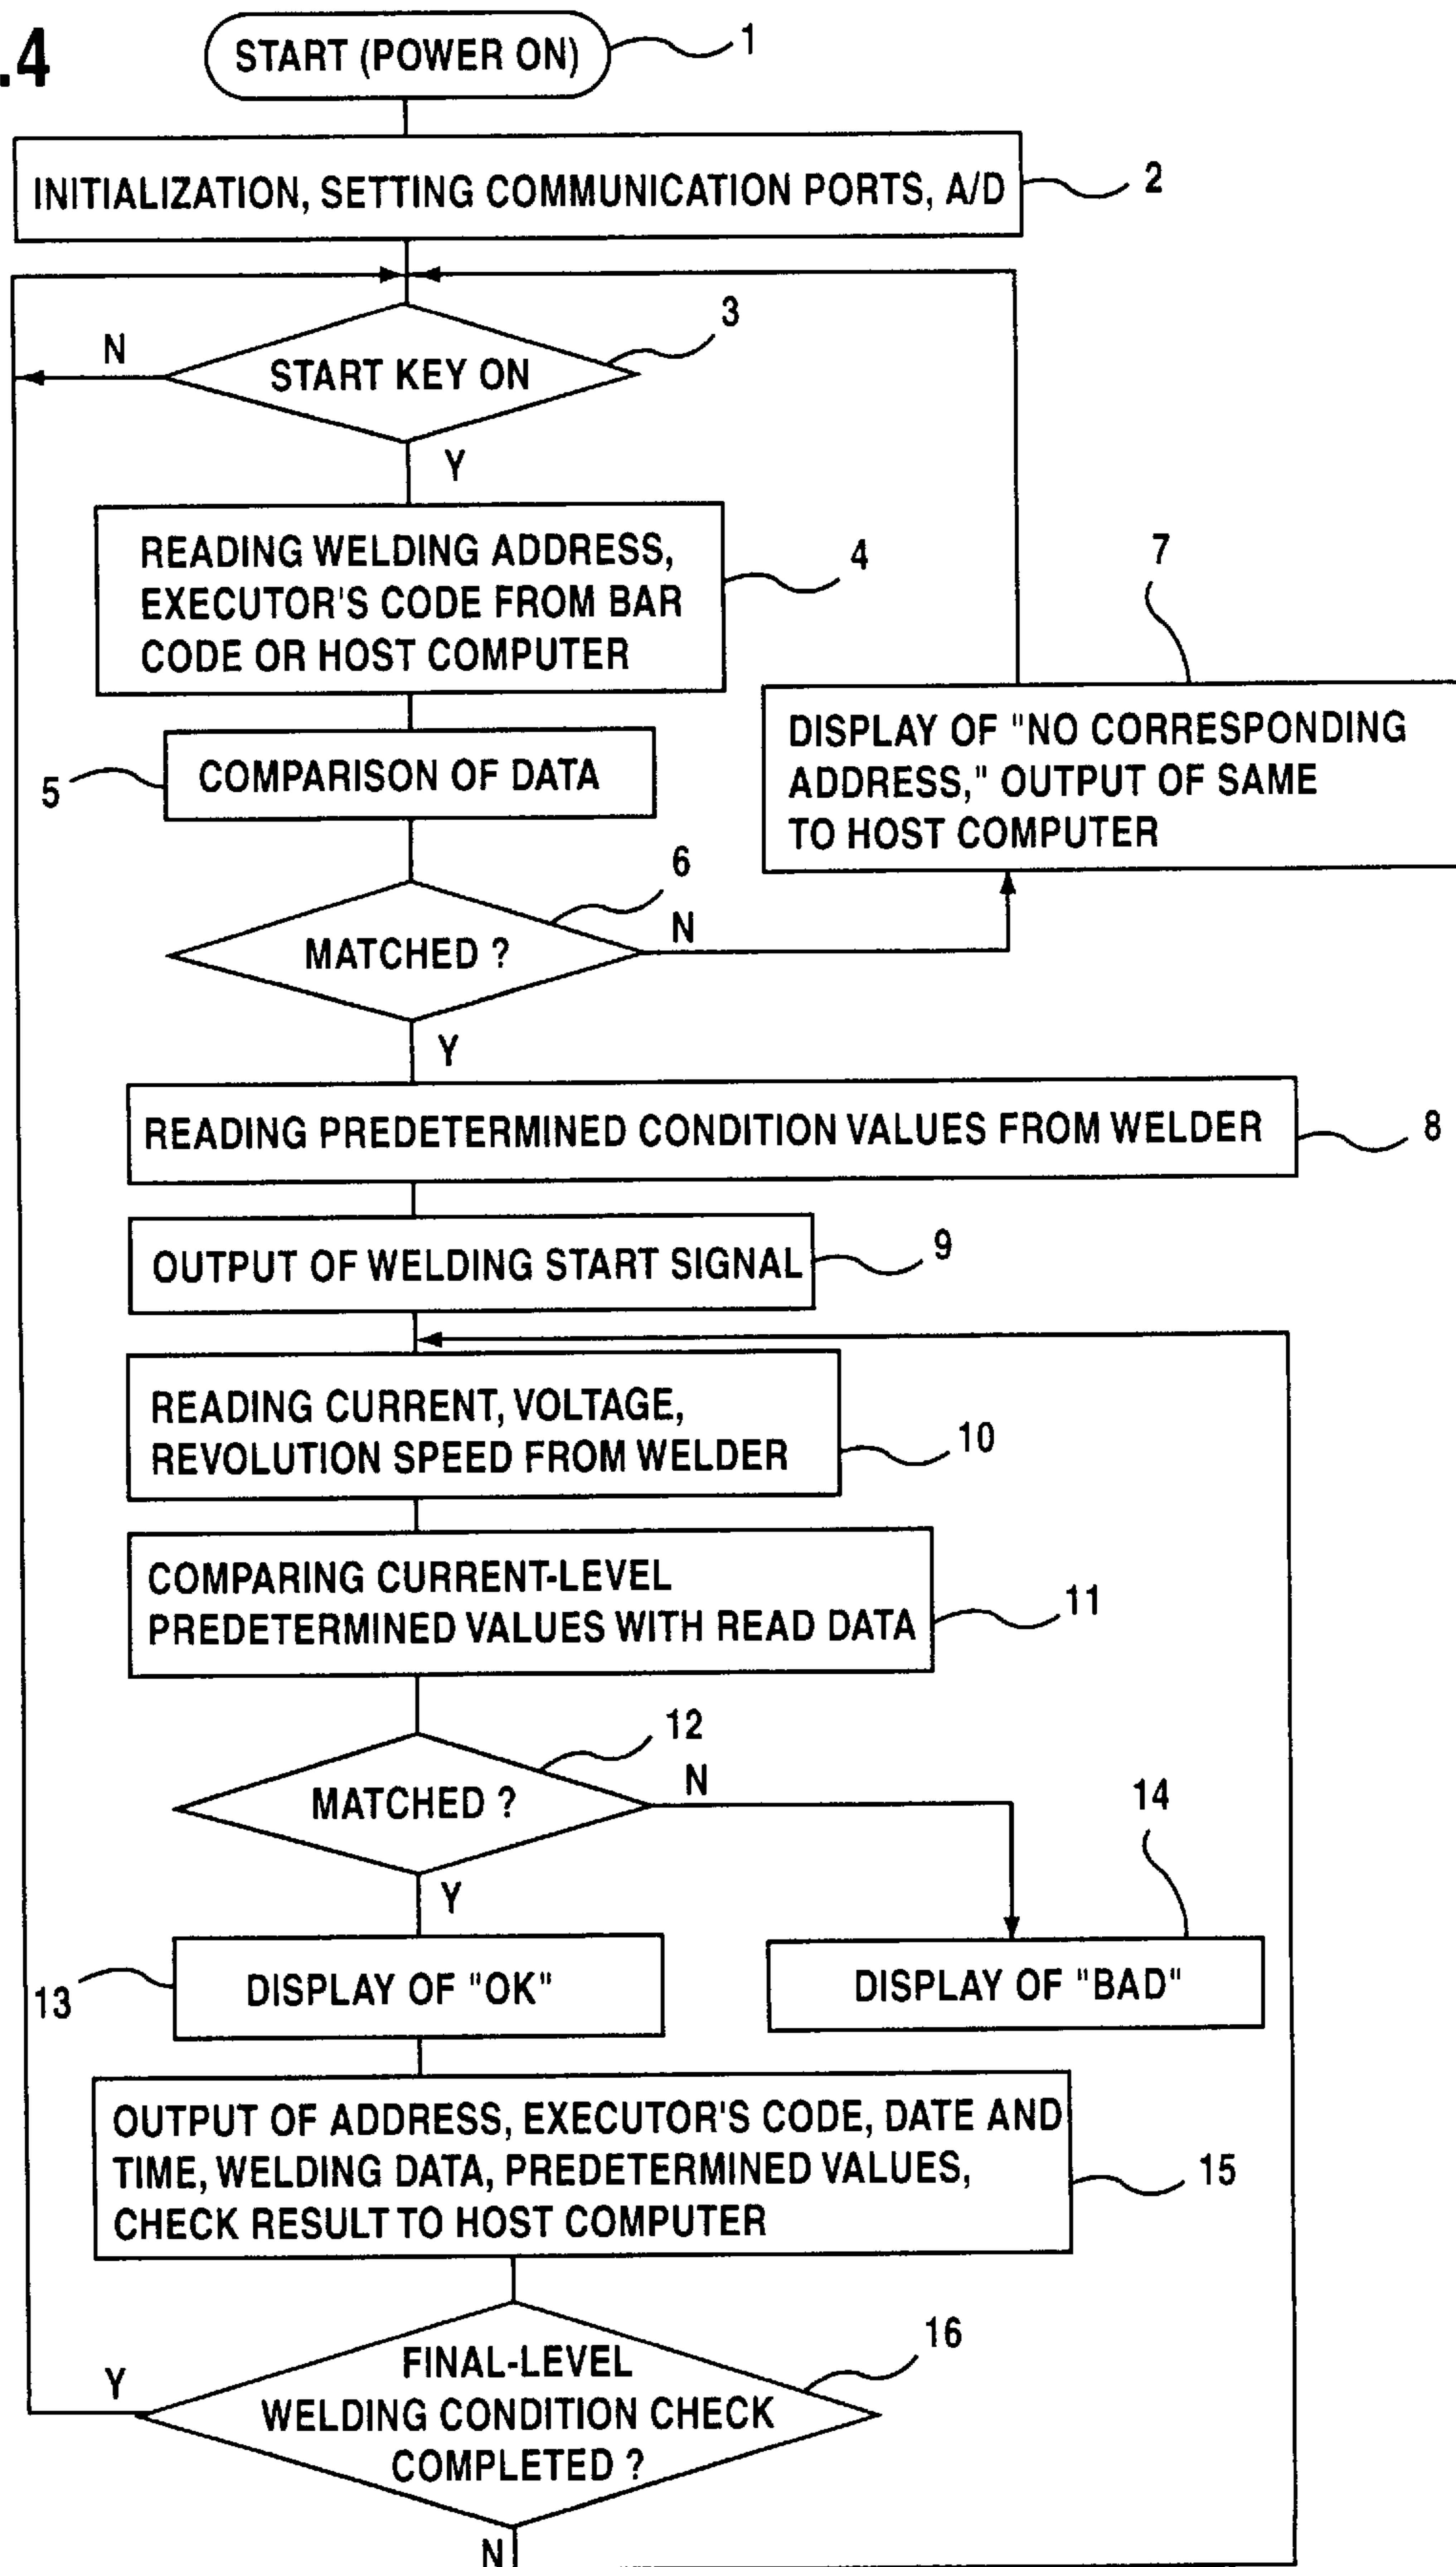 .4
START (POWER ON)
1
INITIALIZATION, SETTING COMMUNICATION PORTS, A/D
2
3
N
START KEY ON
Y
READING WELDING ADDRESS,
EXECUTOR'S CODE FROM BAR
CODE OR HOST COMPUTER
4
7
DISPLAY OF "NO CORRESPONDING
ADDRESS," OUTPUT OF SAME
TO HOST COMPUTER
5
COMPARISON OF DATA
6
MATCHED ?
N
Y
READING PREDETERMINED CONDITION VALUES FROM WELDER
8
OUTPUT OF WELDING START SIGNAL
9
READING CURRENT, VOLTAGE,
REVOLUTION SPEED FROM WELDER
10
COMPARING CURRENT-LEVEL
PREDETERMINED VALUES WITH READ DATA
11
12
MATCHED ?
N
Y
14
13
DISPLAY OF "OK"
DISPLAY OF "BAD"
OUTPUT OF ADDRESS, EXECUTOR'S CODE, DATE AND
TIME, WELDING DATA, PREDETERMINED VALUES,
CHECK RESULT TO HOST COMPUTER
15
16
Y
FINAL-LEVEL
WELDING CONDITION CHECK
COMPLETED ?
N